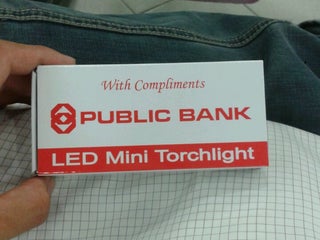 With Compliments
PUBLIC BANK
LED Mini Torchlight